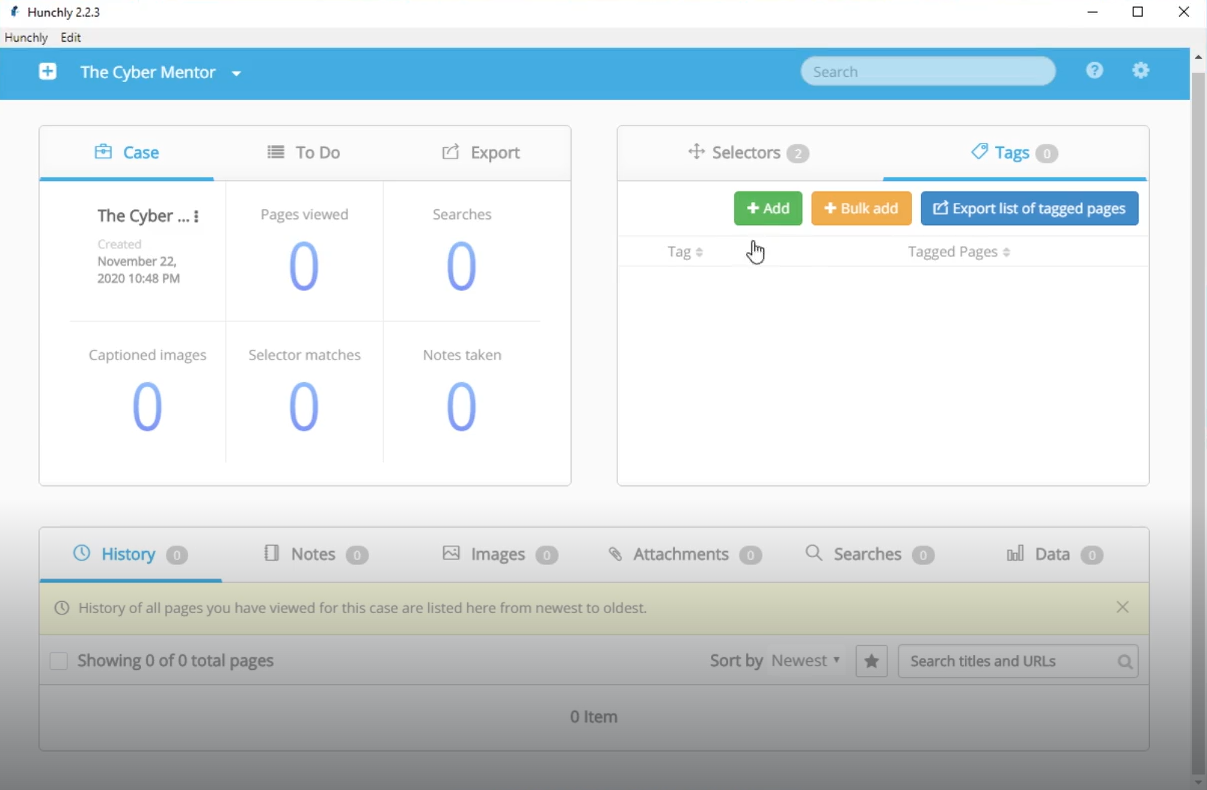 Hunchly 2.2.3
Hunchly Edit
The Cyber Mentor
Search
Case To Do Export
Selectors 2 Tags 0
The Cyber ...
Created
November 22,
2020 10:48 PM
Pages viewed
0
Searches
0
Captioned images
0
Selector matches
0
Notes taken
0
+ Add + Bulk add Export list of tagged pages
Tag Tagged Pages
History 0 Notes 0 Images 0 Attachments 0 Searches 0 Data 0
History of all pages you have viewed for this case are listed here from newest to oldest.
Showing 0 of 0 total pages Sort by Newest Search titles and URLs
0 Item